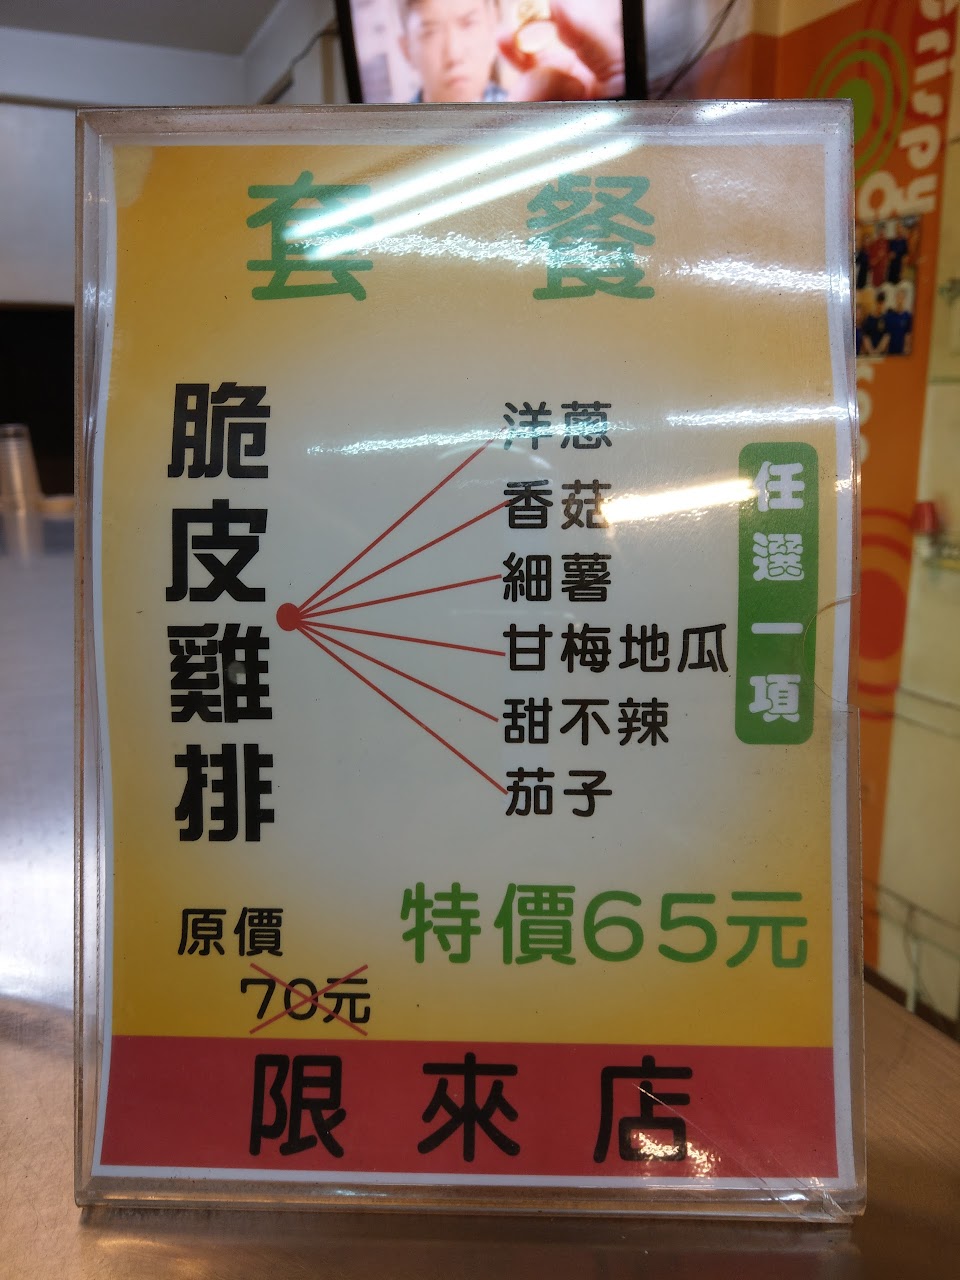 套餐
脆皮雞排
洋蔥
香菇
細薯
甘梅地瓜
甜不辣
茄子
任選一項
原價
70元
特價65元
限來店
crispy